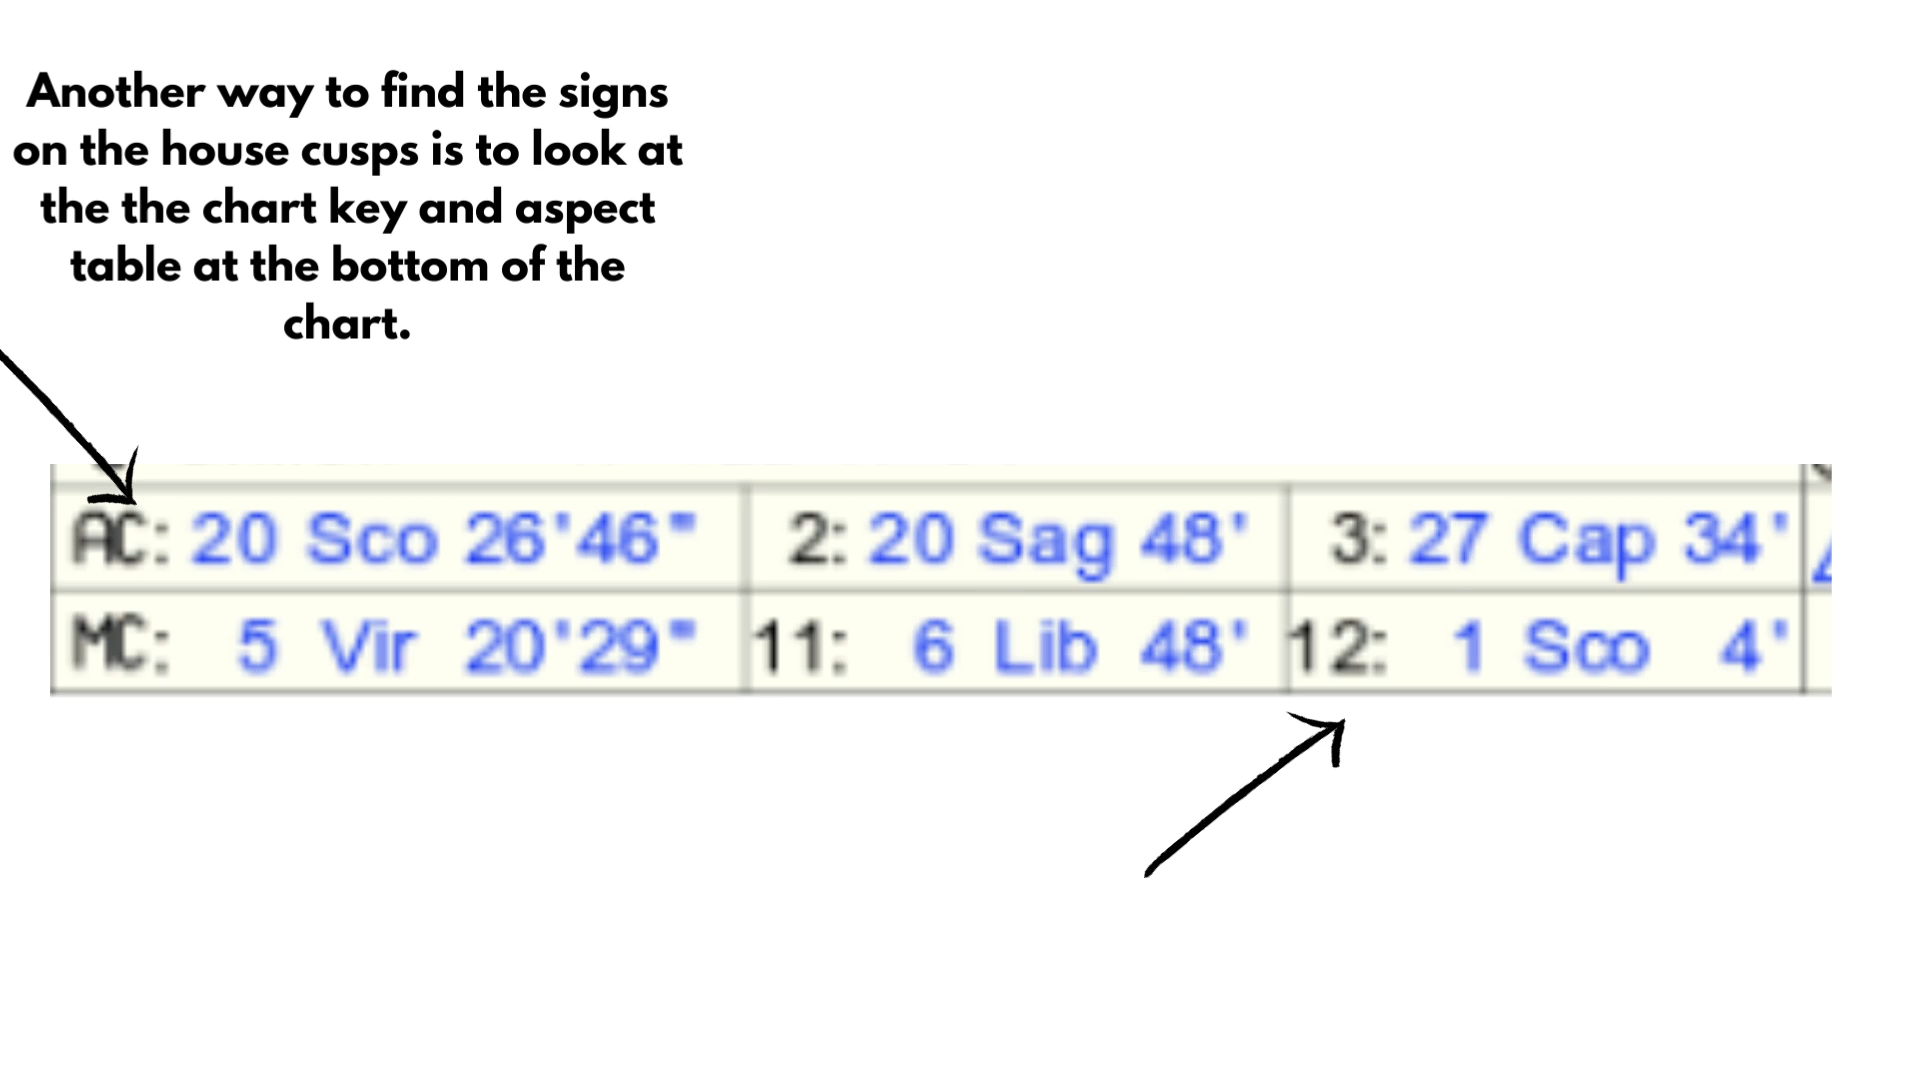 Another way to find the signs
on the house cusps is to look at
the the chart key and aspect
table at the bottom of the
chart.
AC: 20 Sco 26'46" 2: 20 Sag 48' 3: 27 Cap 34'
MC: 5 Vir 20'29" 11: 6 Lib 48' 12: 1 Sco 4'